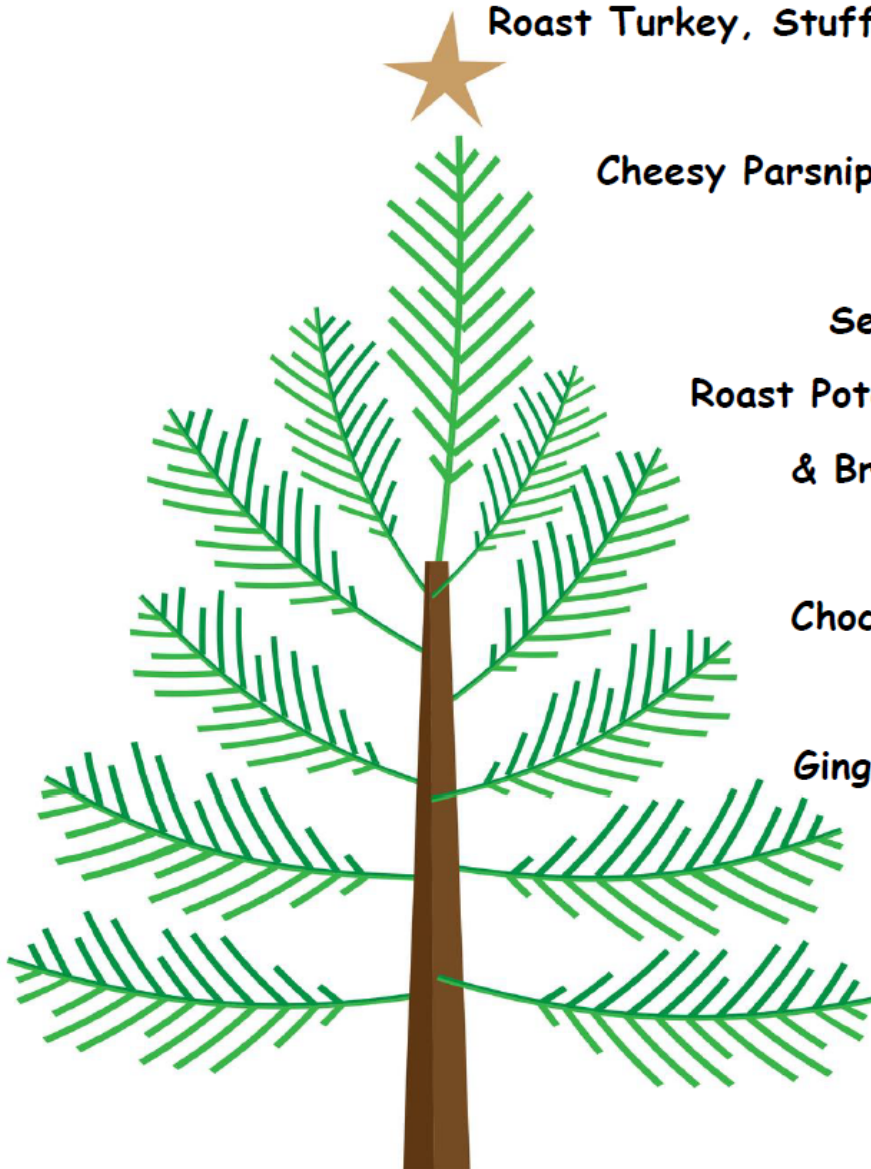 Roast Turkey, Stuff
Cheesy Parsnip
Se
Roast Pot
& Br
Choc
Ging